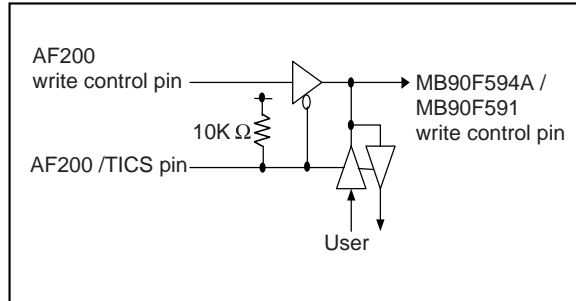 AF200
write control pin
MB90F594A /
MB90F591
write control pin
10K Ω
AF200 /TICS pin
User